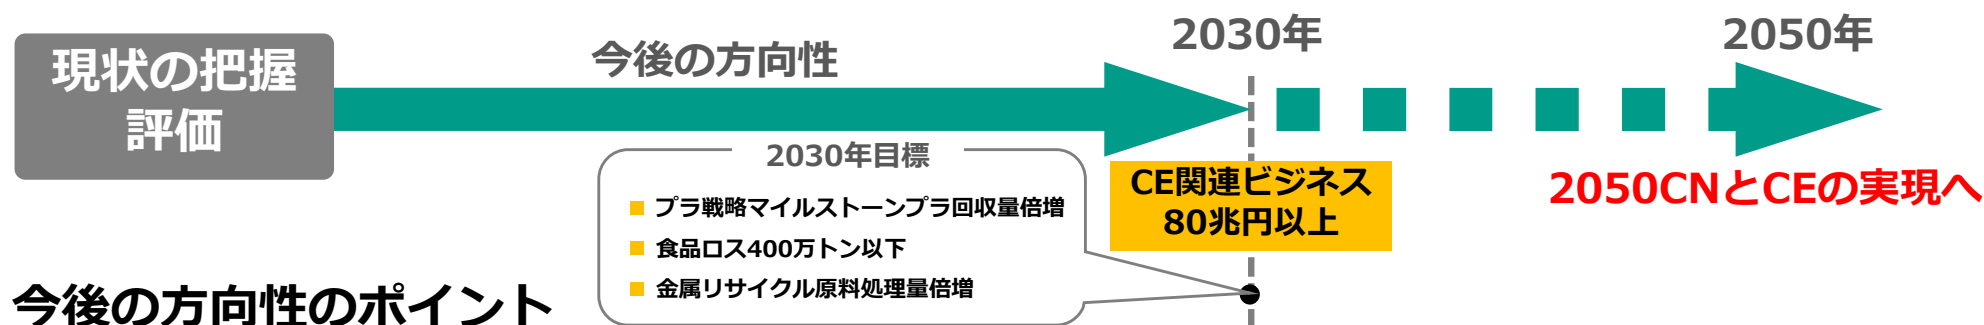 現状の把握
評価
今後の方向性
2030年
2050年
2030年目標
プラ戦略マイルストーンプラ回収量倍増
食品ロス400万トン以下
金属リサイクル原料処理量倍増
CE関連ビジネス
80兆円以上
2050CNとCEの実現へ
今後の方向性のポイント